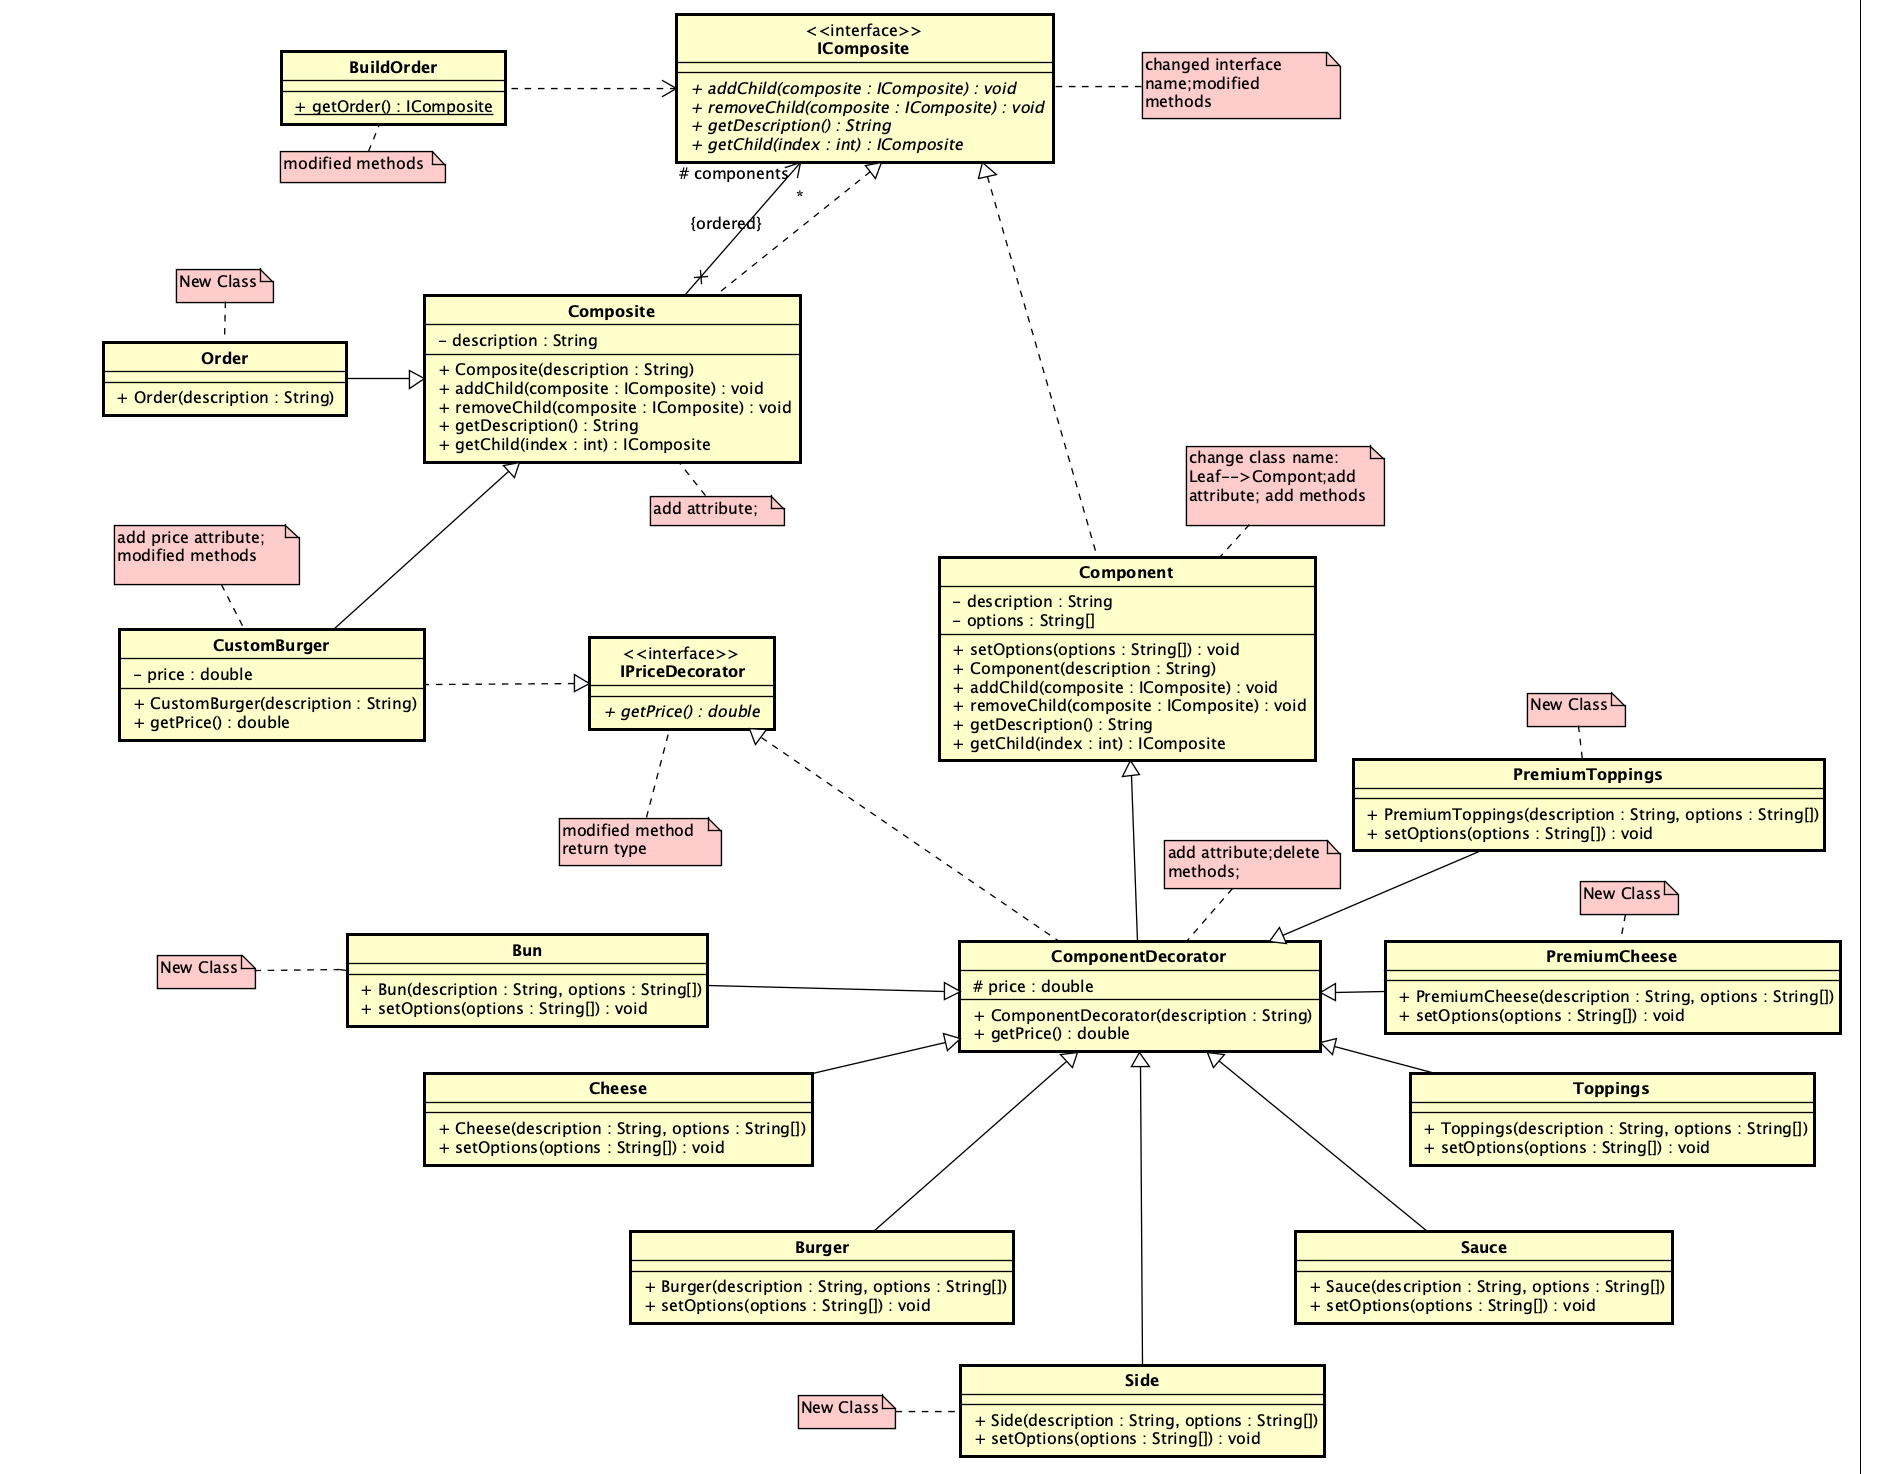 <<interface>>
IComposite
+ addChild(composite : IComposite) : void
+ removeChild(composite : IComposite) : void
+ getDescription() : String
+ getChild(index : int) : IComposite
BuildOrder
+ getOrder() : IComposite
changed interface
name;modified
methods
modified methods
# components
*
{ordered}
New Class
Order
+ Order(description : String)
Composite
- description : String
+ Composite(description : String)
+ addChild(composite : IComposite) : void
+ removeChild(composite : IComposite) : void
+ getDescription() : String
+ getChild(index : int) : IComposite
add attribute;
change class name:
Leaf-->Compont;add
attribute; add methods
add price attribute;
modified methods
CustomBurger
- price : double
+ CustomBurger(description : String)
+ getPrice() : double
<<interface>>
IPriceDecorator
+ getPrice() : double
modified method
return type
Component
- description : String
- options : String[]
+ setOptions(options : String[]) : void
+ Component(description : String)
+ addChild(composite : IComposite) : void
+ removeChild(composite : IComposite) : void
+ getDescription() : String
+ getChild(index : int) : IComposite
New Class
PremiumToppings
+ PremiumToppings(description : String, options : String[])
+ setOptions(options : String[]) : void
add attribute;delete
methods;
New Class
PremiumCheese
+ PremiumCheese(description : String, options : String[])
+ setOptions(options : String[]) : void
New Class
Bun
+ Bun(description : String, options : String[])
+ setOptions(options : String[]) : void
ComponentDecorator
# price : double
+ ComponentDecorator(description : String)
+ getPrice() : double
Cheese
+ Cheese(description : String, options : String[])
+ setOptions(options : String[]) : void
Toppings
+ Toppings(description : String, options : String[])
+ setOptions(options : String[]) : void
Burger
+ Burger(description : String, options : String[])
+ setOptions(options : String[]) : void
Sauce
+ Sauce(description : String, options : String[])
+ setOptions(options : String[]) : void
New Class
Side
+ Side(description : String, options : String[])
+ setOptions(options : String[]) : void